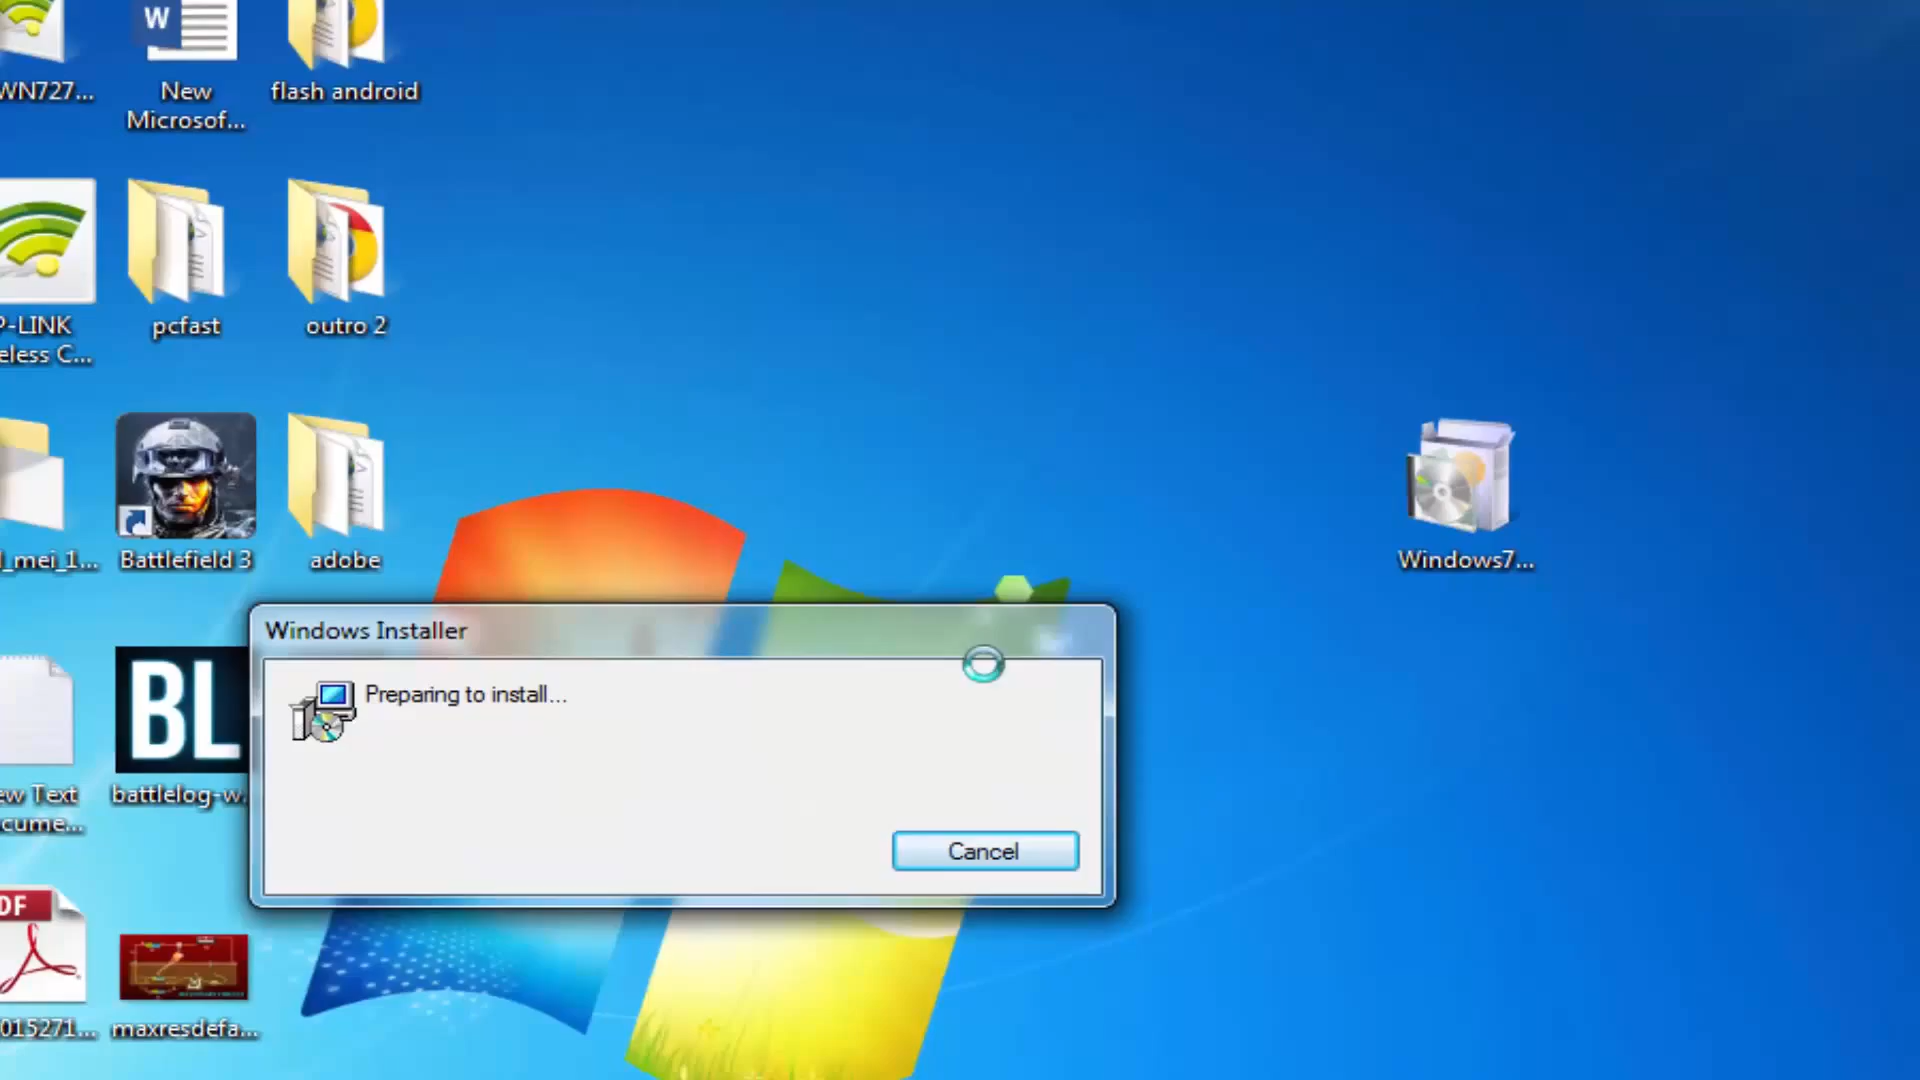 WN727...
W
New
Microsof...
flash android
P-LINK
eless C...
pcfast
outro 2
_mei_1...
Battlefield 3
adobe
Windows7...
Windows Installer
Preparing to install...
Cancel
ew Text
cume...
BL
battlelog-w.
DF
015271...
maxresdefa...